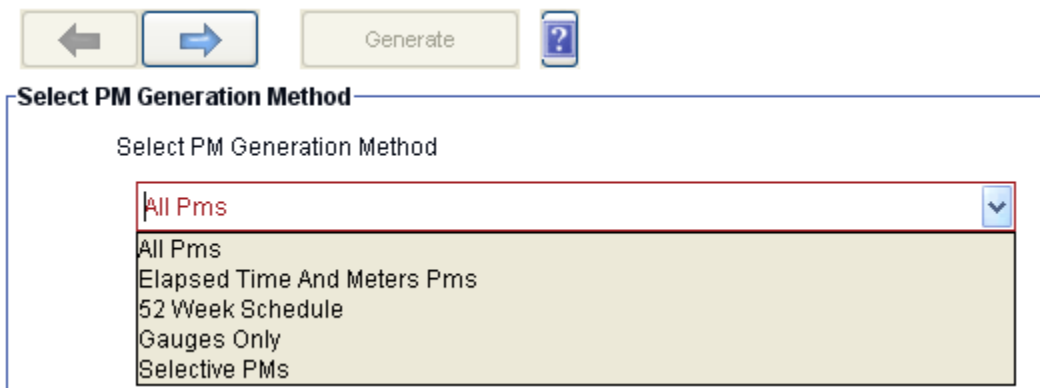 Generate
?
Select PM Generation Method
Select PM Generation Method
All Pms
All Pms
Elapsed Time And Meters Pms
52 Week Schedule
Gauges Only
Selective PMs